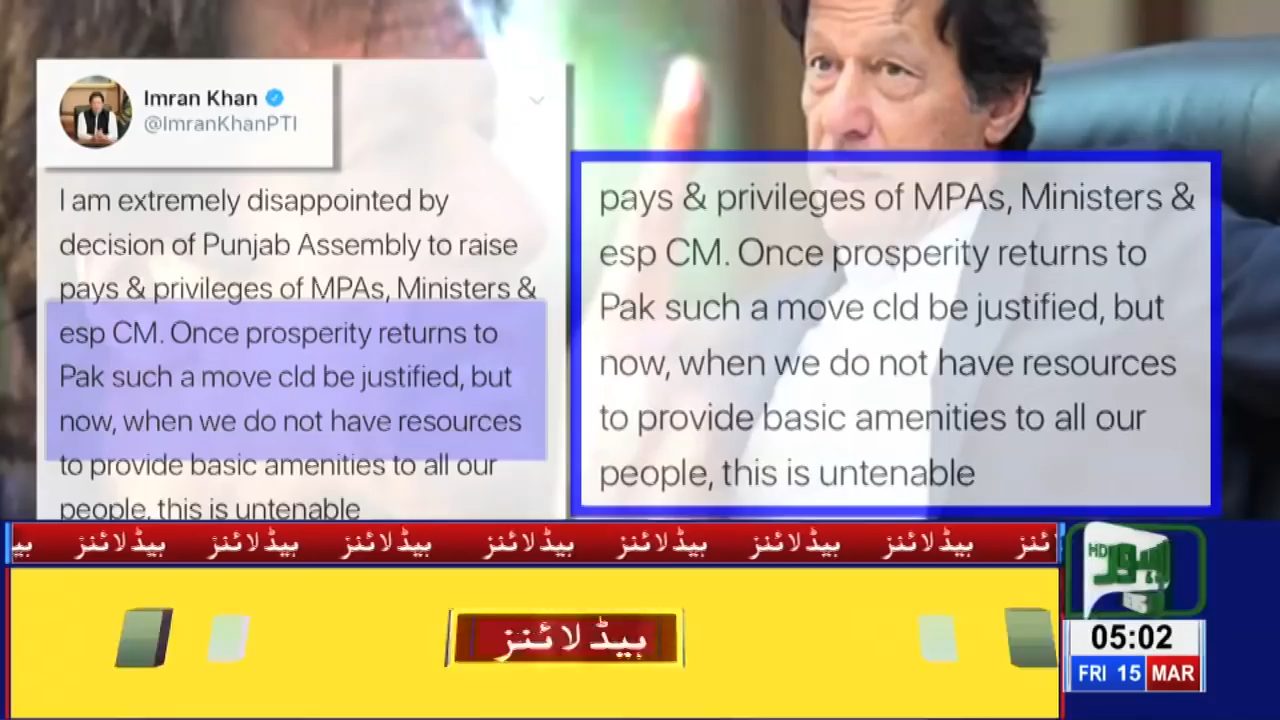 Imran Khan
@ImranKhanPTI
I am extremely disappointed by
decision of Punjab Assembly to raise
pays & privileges of MPAs, Ministers &
esp CM. Once prosperity returns to
Pak such a move cld be justified, but
now, when we do not have resources
to provide basic amenities to all our
people, this is untenable
pays & privileges of MPAs, Ministers &
esp CM. Once prosperity returns to
Pak such a move cld be justified, but
now, when we do not have resources
to provide basic amenities to all our
people, this is untenable
ہیڈلائنز ہیڈلائنز ہیڈلائنز ہیڈلائنز ہیڈلائنز ہیڈلائنز ہیڈلائنز
ہیڈلائنز
HD
05:02
FRI 15 MAR